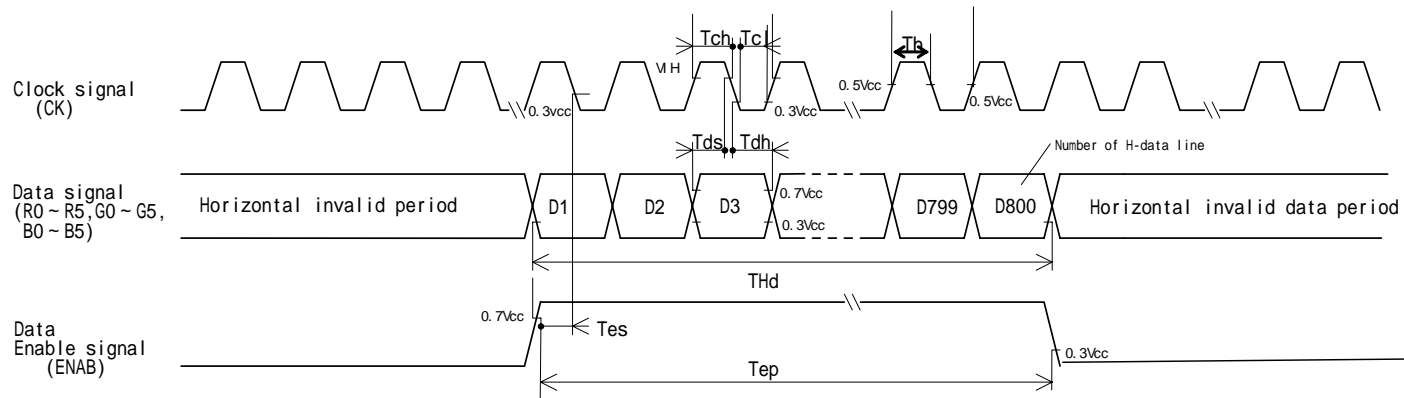 Tch
Tcl
Th
VIH
Clock signal
(CK)
0.3vcc
0.3Vcc
0.5Vcc
0.5Vcc
Tds
Tdh
Number of H-data line
Data signal
(R0~R5,G0~G5,
B0~B5)
Horizontal invalid period
D1
D2
D3
0.7Vcc
0.3Vcc
D799
D800
Horizontal invalid data period
THd
0.7Vcc
Data
Enable signal
(ENAB)
Tes
0.3Vcc
Tep